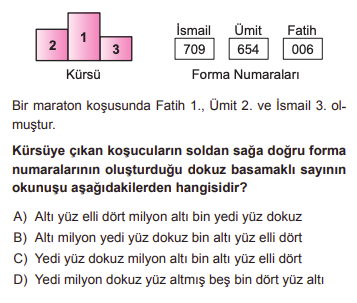 2 1 3
Kürsü
İsmail Ümit Fatih
709 654 006
Forma Numaraları
Bir maraton koşusunda Fatih 1., Ümit 2. ve İsmail 3. ol-
muştur.
Kürsüye çıkan koşucuların soldan sağa doğru forma
numaralarının oluşturduğu dokuz basamaklı sayının
okunuşu aşağıdakilerden hangisidir?
A) Altı yüz elli dört milyon altı bin yedi yüz dokuz
B) Altı milyon yedi yüz dokuz bin altı yüz elli dört
C) Yedi yüz dokuz milyon altı bin altı yüz elli dört
D) Yedi milyon dokuz yüz altmış beş bin dört yüz altı